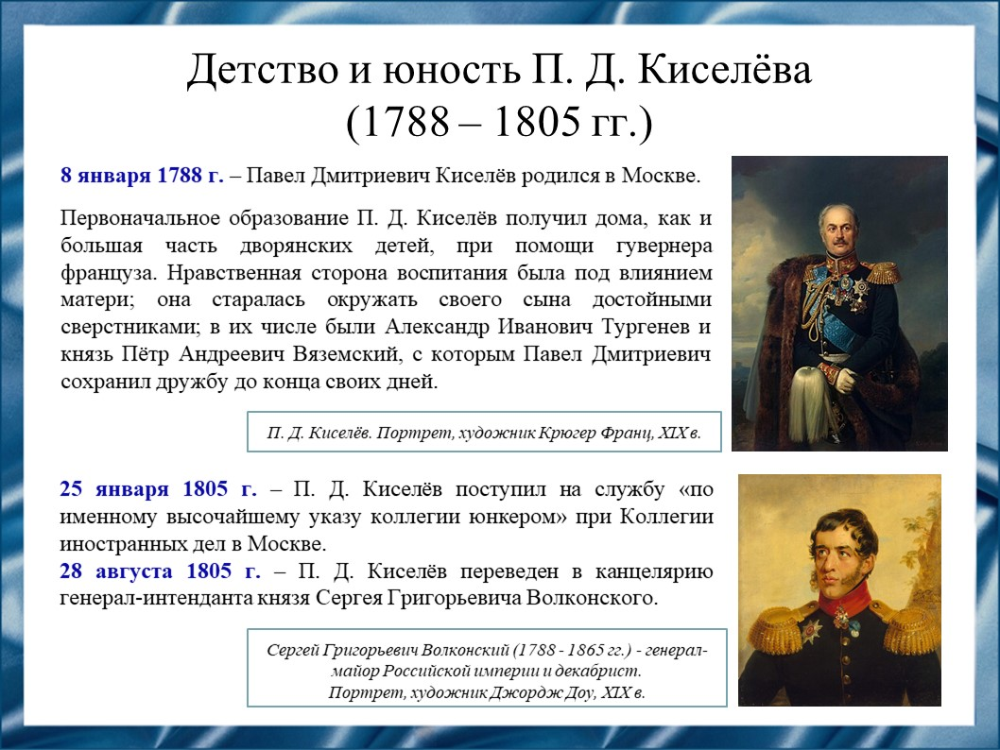 Детство и юность П. Д. Киселёва
(1788 – 1805 гг.)
8 января 1788 г. – Павел Дмитриевич Киселёв родился в Москве.
Первоначальное образование П. Д. Киселёв получил дома, как и
большая часть дворянских детей, при помощи гувернера
француза. Нравственная сторона воспитания была под влиянием
матери; она старалась окружать своего сына достойными
сверстниками; в их числе были Александр Иванович Тургенев и
князь Пётр Андреевич Вяземский, с которым Павел Дмитриевич
сохранил дружбу до конца своих дней.
П. Д. Киселёв. Портрет, художник Крюгер Франц, XIX в.
25 января 1805 г. – П. Д. Киселёв поступил на службу «по
именному высочайшему указу коллегии юнкером» при Коллегии
иностранных дел в Москве.
28 августа 1805 г. – П. Д. Киселёв переведен в канцелярию
генерал-интенданта князя Сергея Григорьевича Волконского.
Сергей Григорьевич Волконский (1788 - 1865 гг.) - генерал-
майор Российской империи и декабрист.
Портрет, художник Джордж Доу, XIX в.